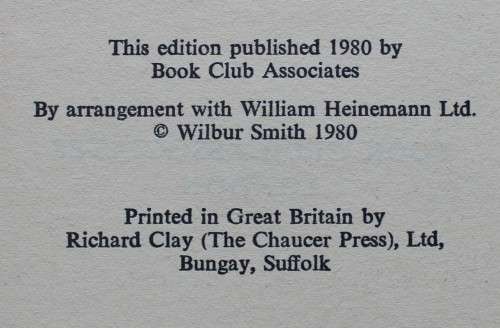 This edition published 1980 by
Book Club Associates
By arrangement with William Heinemann Ltd.
© Wilbur Smith 1980
Printed in Great Britain by
Richard Clay (The Chaucer Press), Ltd,
Bungay, Suffolk